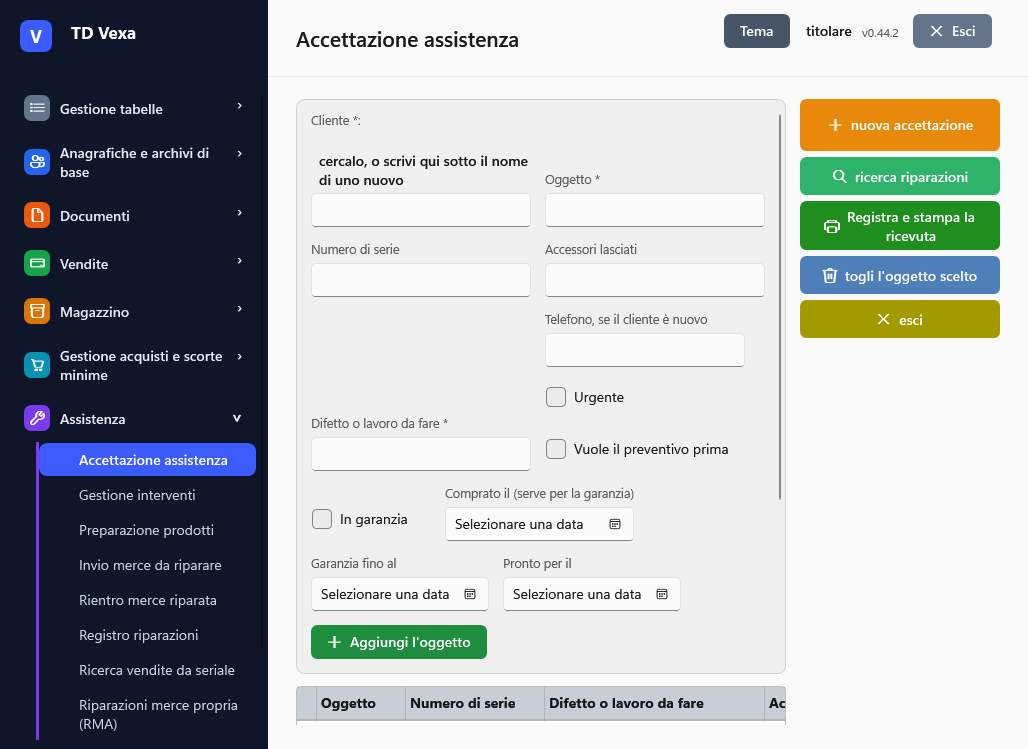 V
TD Vexa
Gestione tabelle
Anagrafiche e archivi di
base
Documenti
Vendite
Magazzino
Gestione acquisti e scorte
minime
Assistenza
Accettazione assistenza
Gestione interventi
Preparazione prodotti
Invio merce da riparare
Rientro merce riparata
Registro riparazioni
Ricerca vendite da seriale
Riparazioni merce propria
(RMA)
Accettazione assistenza
Tema
titolare
v0.44.2
Esci
Cliente *:
cercalo, o scrivi qui sotto il nome
di uno nuovo
Oggetto *
Numero di serie
Accessori lasciati
Telefono, se il cliente è nuovo
Urgente
Difetto o lavoro da fare *
Vuole il preventivo prima
In garanzia
Comprato il (serve per la garanzia)
Selezionare una data
Garanzia fino al
Pronto per il
Selezionare una data
Selezionare una data
Aggiungi l'oggetto
Oggetto
Numero di serie
Difetto o lavoro da fare
Ac
nuova accettazione
ricerca riparazioni
Registra e stampa la
ricevuta
togli l'oggetto scelto
esci